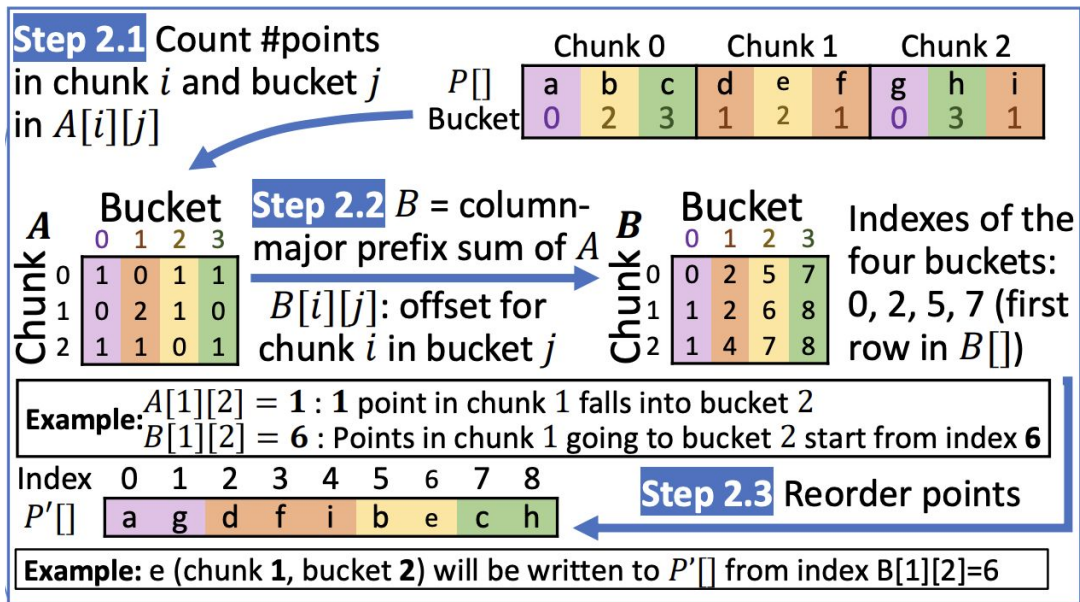 Step 2.1 Count #points
in chunk i and bucket j
in A[i][j]
Chunk 0 Chunk 1 Chunk 2
P[] a b c d e f g h i
Bucket 0 2 3 1 2 1 0 3 1
A
Bucket
0 1 2 3
Chunk
0 1 0 1 1
1 0 2 1 0
2 1 1 0 1
Step 2.2 B = column-
major prefix sum of A
B[i][j]: offset for
chunk i in bucket j
B
Bucket
0 1 2 3
Chunk
0 0 2 5 7
1 1 2 6 8
2 1 4 7 8
Indexes of the
four buckets:
0, 2, 5, 7 (first
row in B[])
Example: A[1][2] = 1 : 1 point in chunk 1 falls into bucket 2
B[1][2] = 6 : Points in chunk 1 going to bucket 2 start from index 6
Index 0 1 2 3 4 5 6 7 8
P'[] a g d f i b e c h
Step 2.3 Reorder points
Example: e (chunk 1, bucket 2) will be written to P'[] from index B[1][2]=6